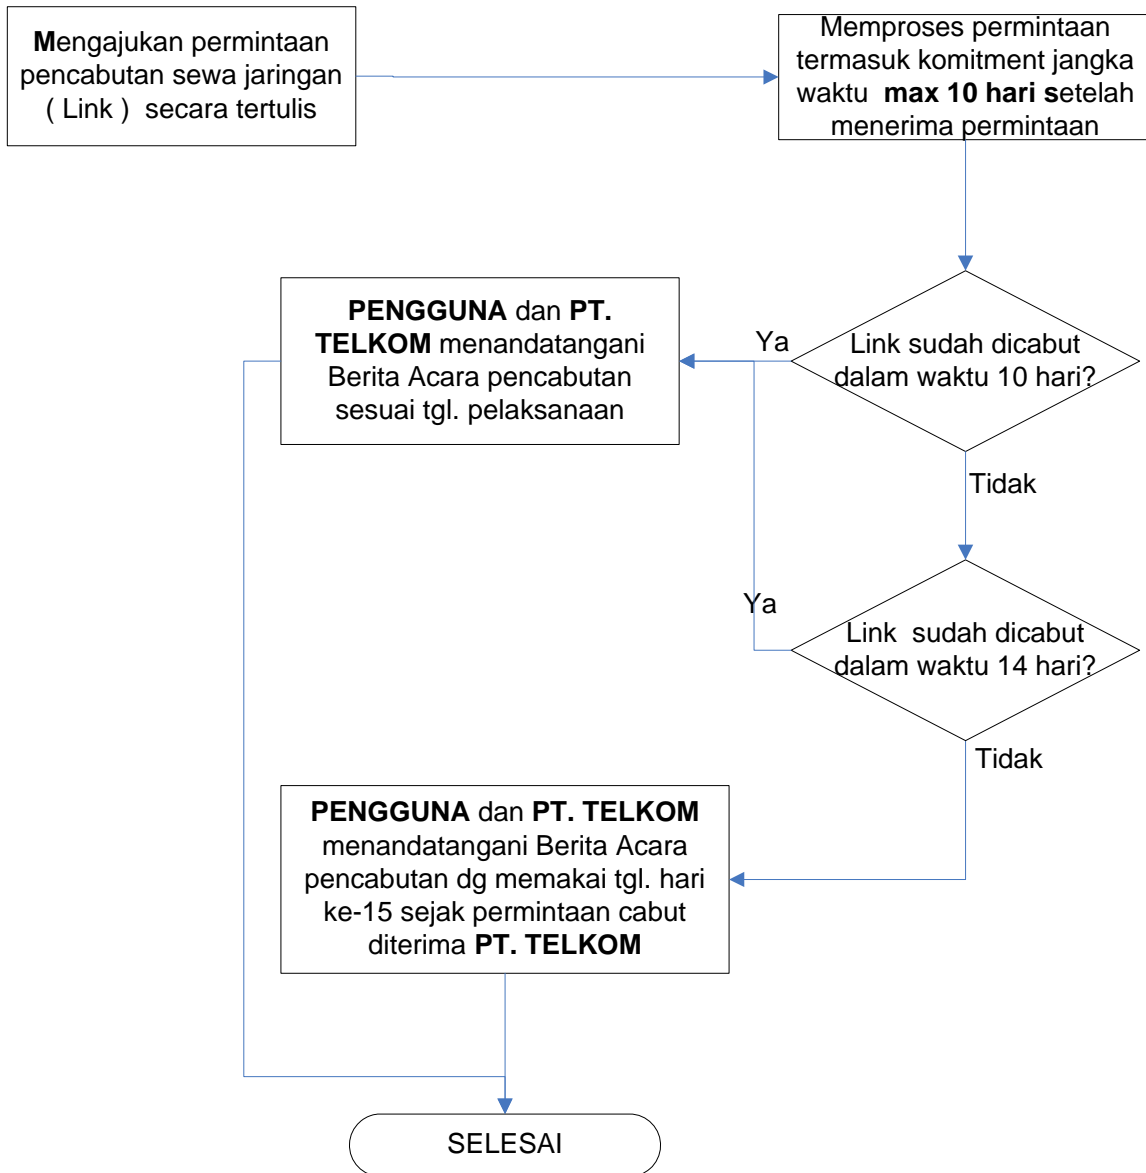 Mengajukan permintaan
pencabutan sewa jaringan
( Link ) secara tertulis
Memproses permintaan
termasuk komitment jangka
waktu max 10 hari setelah
menerima permintaan
PENGGUNA dan PT.
TELKOM menandatangani
Berita Acara pencabutan
sesuai tgl. pelaksanaan
Ya
Link sudah dicabut
dalam waktu 10 hari?
Tidak
Ya
Link sudah dicabut
dalam waktu 14 hari?
Tidak
PENGGUNA dan PT. TELKOM
menandatangani Berita Acara
pencabutan dg memakai tgl. hari
ke-15 sejak permintaan cabut
diterima PT. TELKOM
SELESAI